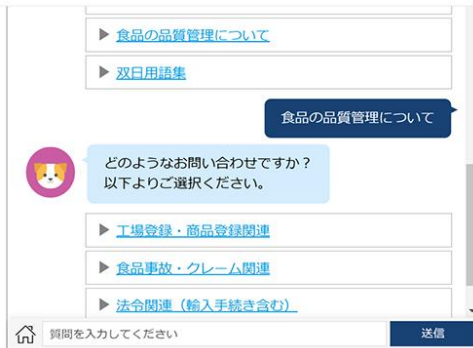 ▶ 食品の品質管理について
▶ 双日用語集
食品の品質管理について
どのようなお問い合わせですか？
以下よりご選択ください。
▶ 工場登録・商品登録関連
▶ 食品事故・クレーム関連
▶ 法令関連（輸入手続き含む）
質問を入力してください
送信